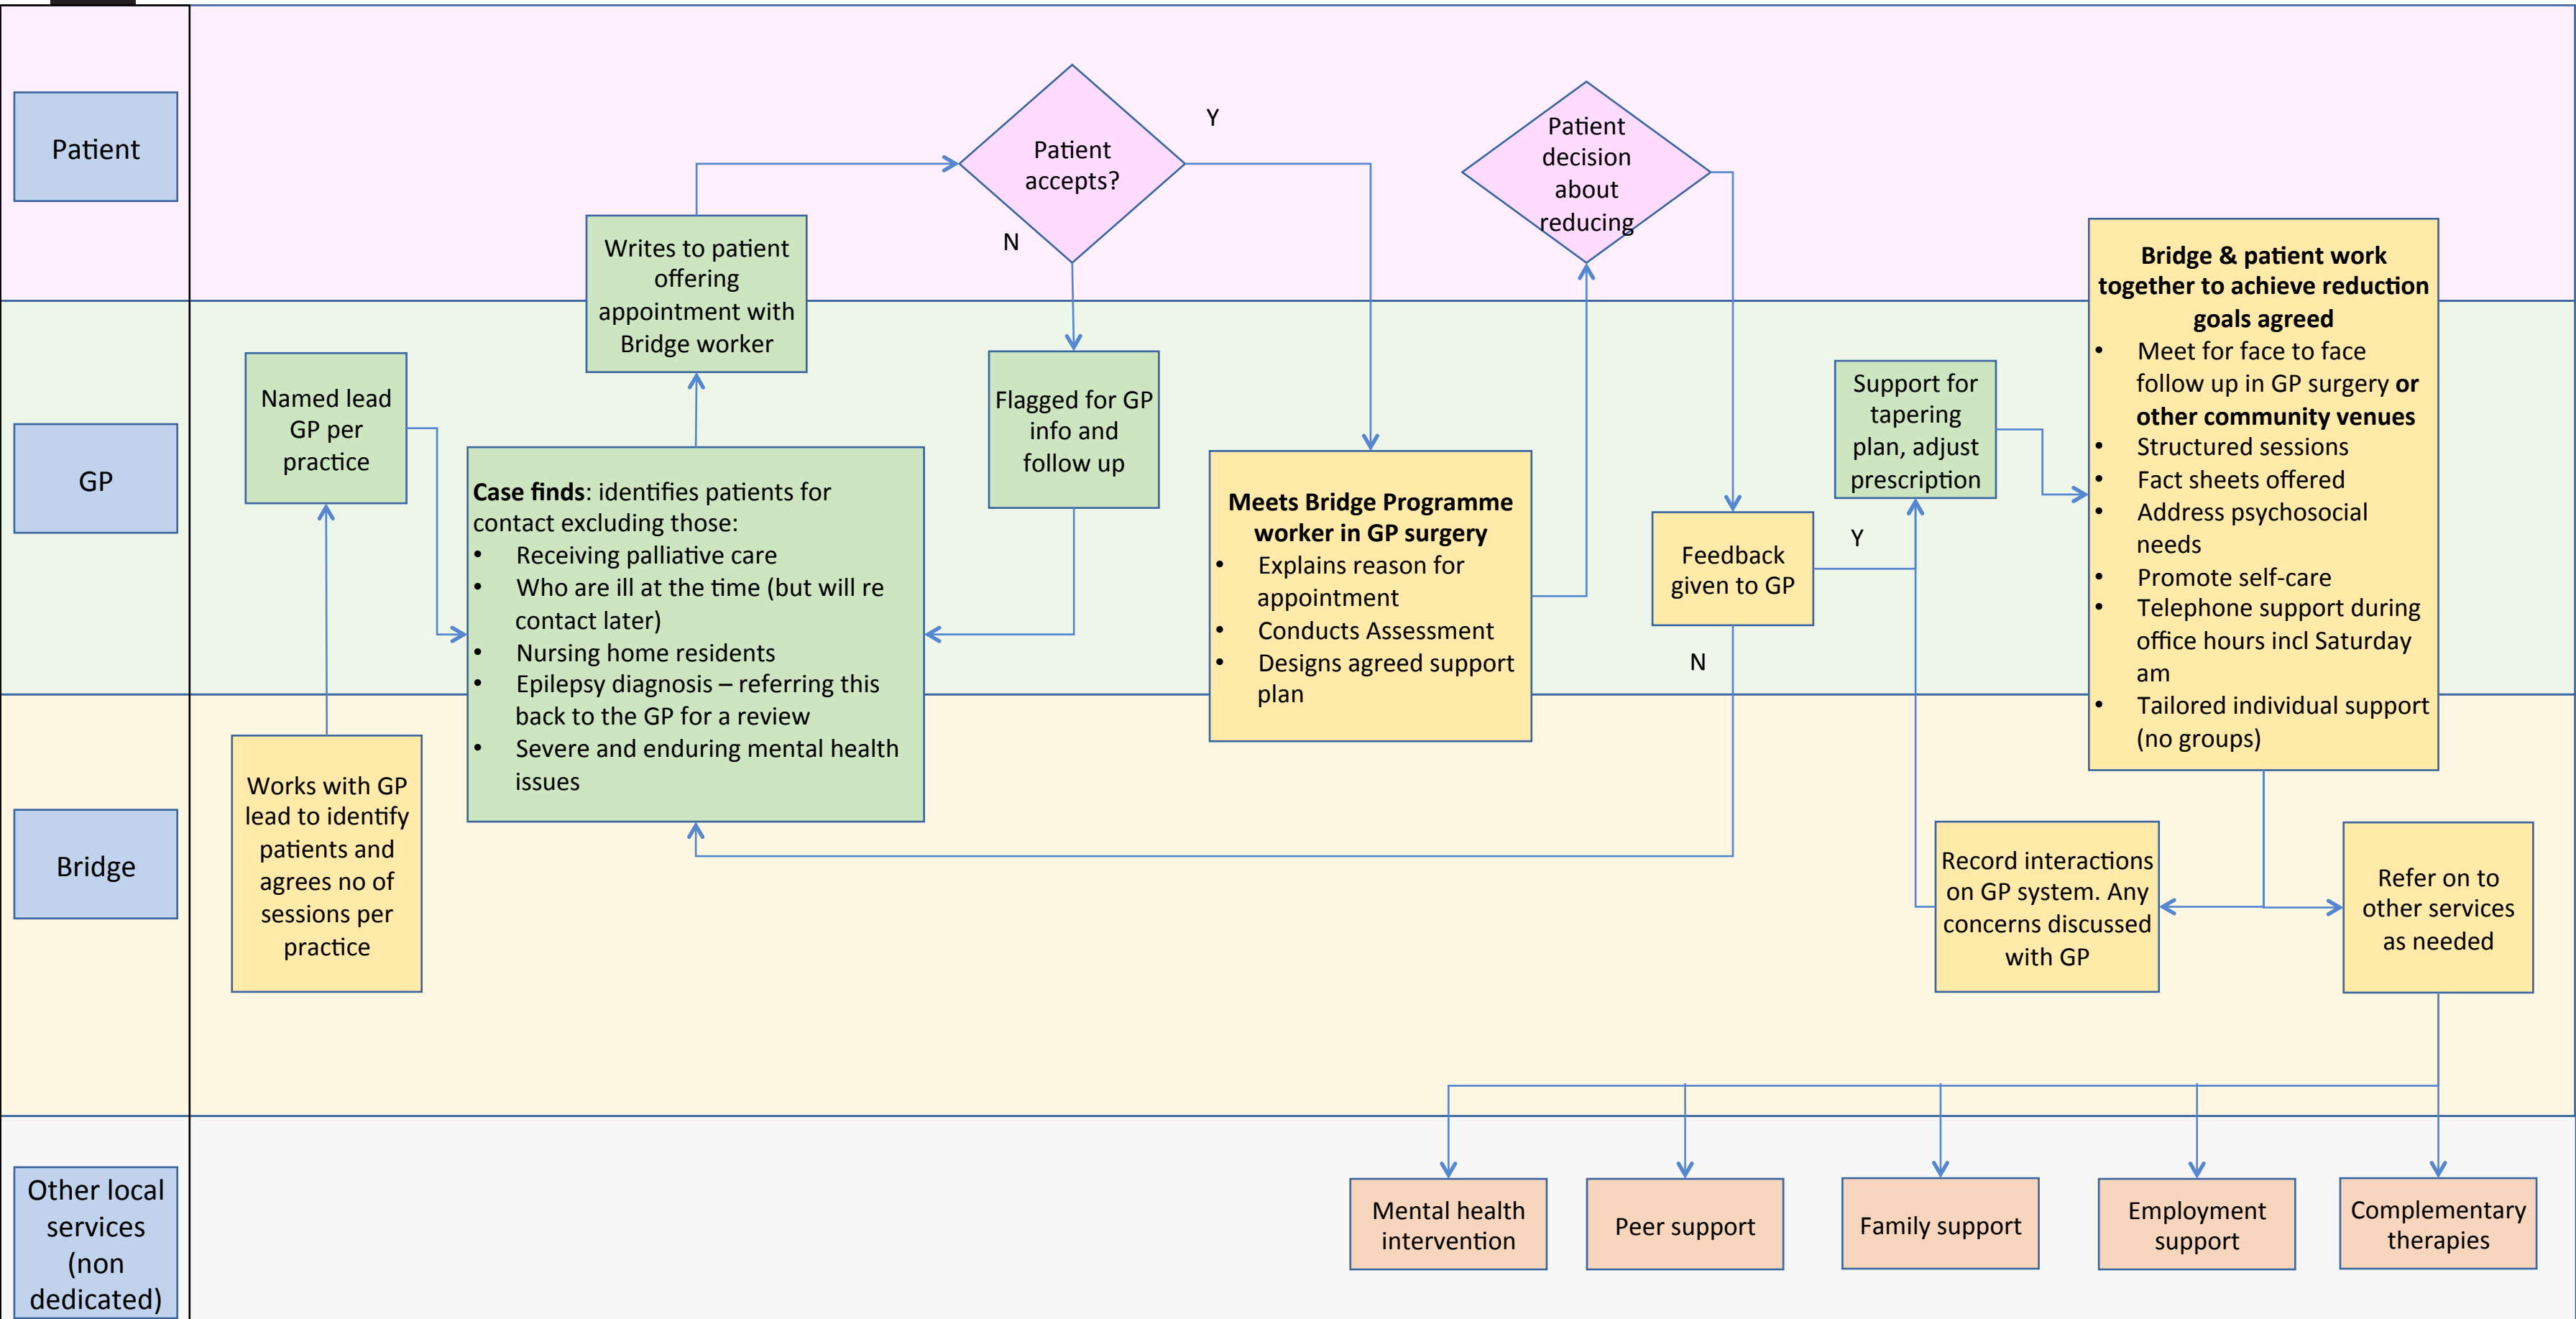 Patient
GP
Bridge
Other local
services
(non
dedicated)
Works with GP
lead to identify
patients and
agrees no of
sessions per
practice
Named lead
GP per
practice
Case finds: identifies patients for
contact excluding those:
• Receiving palliative care
• Who are ill at the time (but will re
contact later)
• Nursing home residents
• Epilepsy diagnosis – referring this
back to the GP for a review
• Severe and enduring mental health
issues
Writes to patient
offering
appointment with
Bridge worker
Patient
accepts?
Y
N
Flagged for GP
info and
follow up
Meets Bridge Programme
worker in GP surgery
• Explains reason for
appointment
• Conducts Assessment
• Designs agreed support
plan
Patient
decision
about
reducing
Feedback
given to GP
Y
N
Support for
tapering
plan, adjust
prescription
Bridge & patient work
together to achieve reduction
goals agreed
• Meet for face to face
follow up in GP surgery or
other community venues
• Structured sessions
• Fact sheets offered
• Address psychosocial
needs
• Promote self-care
• Telephone support during
office hours incl Saturday
am
• Tailored individual support
(no groups)
Record interactions
on GP system. Any
concerns discussed
with GP
Refer on to
other services
as needed
Mental health
intervention
Peer support
Family support
Employment
support
Complementary
therapies